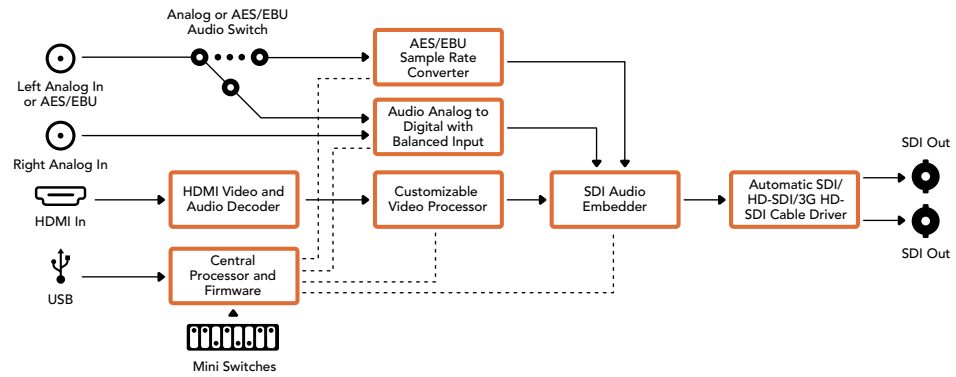 Analog or AES/EBU
Audio Switch
Left Analog In
or AES/EBU
AES/EBU
Sample Rate
Converter
Audio Analog to
Digital with
Balanced Input
Right Analog In
HDMI In
HDMI Video and
Audio Decoder
Customizable
Video Processor
SDI Audio
Embedder
Automatic SDI/
HD-SDI/3G HD-
SDI Cable Driver
SDI Out
SDI Out
USB
Central
Processor and
Firmware
Mini Switches